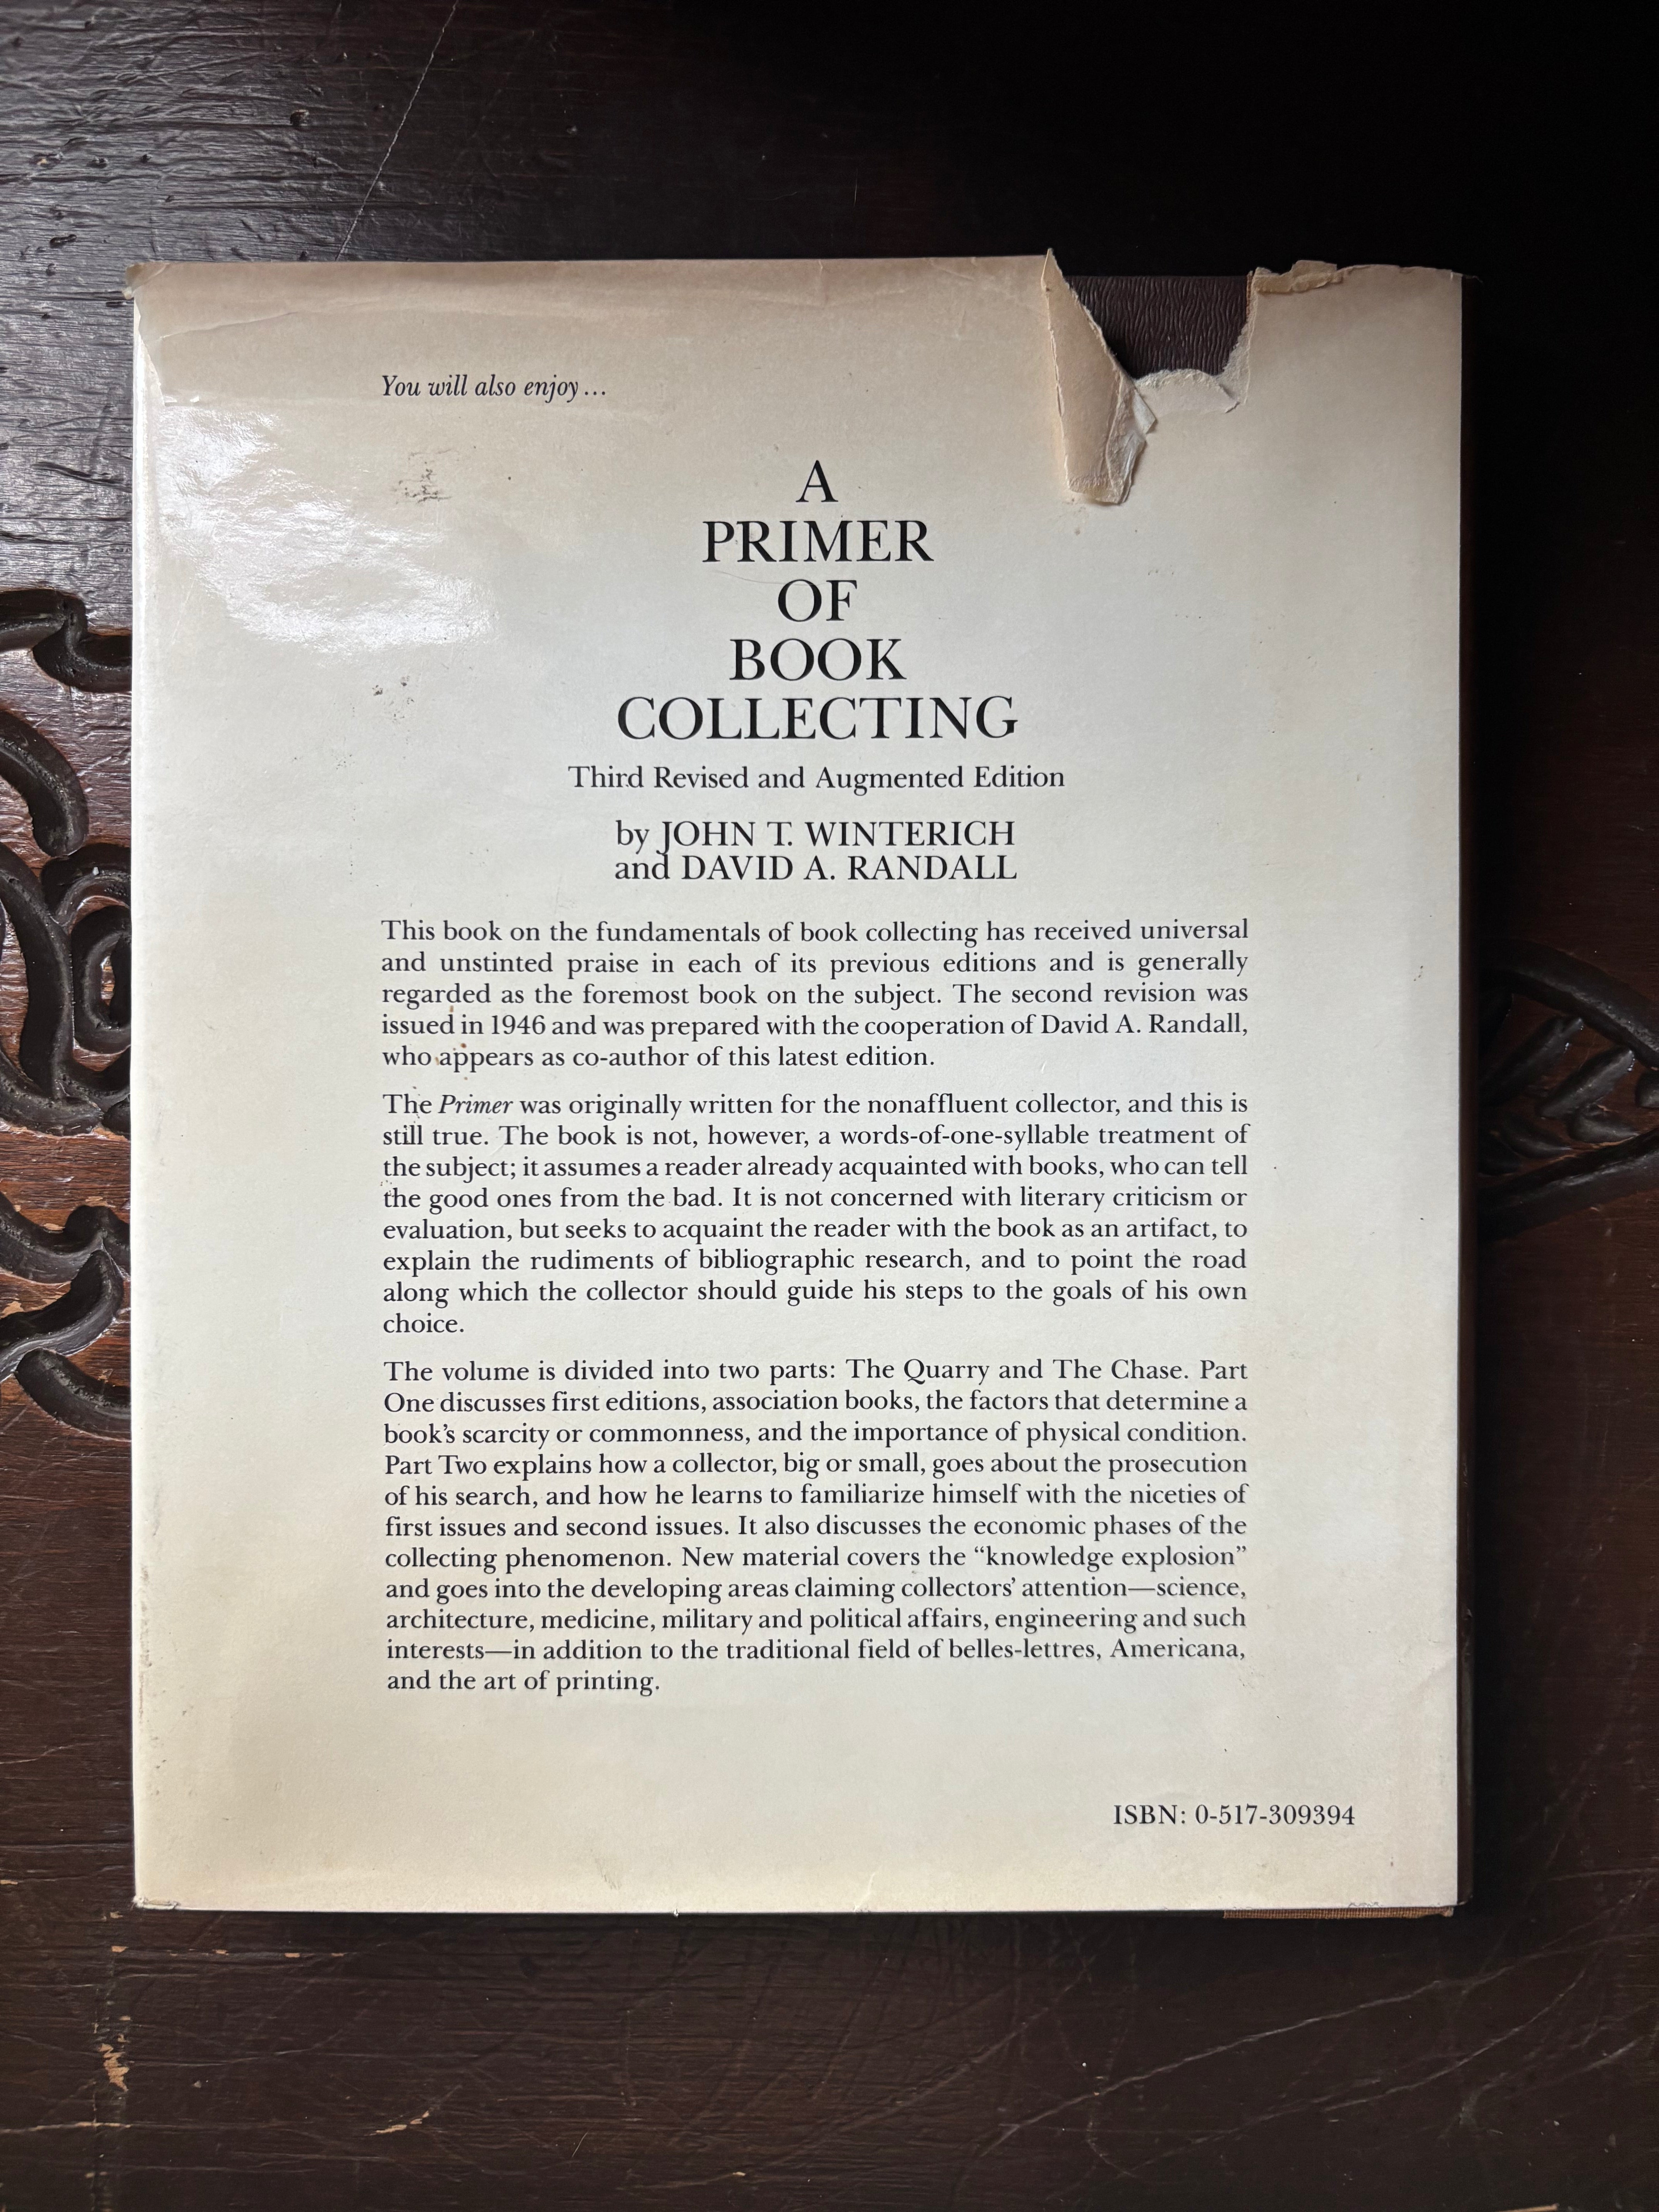 You will also enjoy...
A
PRIMER
OF
BOOK
COLLECTING
Third Revised and Augmented Edition
by JOHN T. WINTERICH
and DAVID A. RANDALL
This book on the fundamentals of book collecting has received universal
and unstinted praise in each of its previous editions and is generally
regarded as the foremost book on the subject. The second revision was
issued in 1946 and was prepared with the cooperation of David A. Randall,
who appears as co-author of this latest edition.
The Primer was originally written for the nonaffluent collector, and this is
still true. The book is not, however, a words-of-one-syllable treatment of
the subject; it assumes a reader already acquainted with books, who can tell
the good ones from the bad. It is not concerned with literary criticism or
evaluation, but seeks to acquaint the reader with the book as an artifact, to
explain the rudiments of bibliographic research, and to point the road
along which the collector should guide his steps to the goals of his own
choice.
The volume is divided into two parts: The Quarry and The Chase. Part
One discusses first editions, association books, the factors that determine a
book's scarcity or commonness, and the importance of physical condition.
Part Two explains how a collector, big or small, goes about the prosecution
of his search, and how he learns to familiarize himself with the niceties of
first issues and second issues. It also discusses the economic phases of the
collecting phenomenon. New material covers the “knowledge explosion”
and goes into the developing areas claiming collectors' attention—science,
architecture, medicine, military and political affairs, engineering and such
interests—in addition to the traditional field of belles-lettres, Americana,
and the art of printing.
ISBN: 0-517-309394